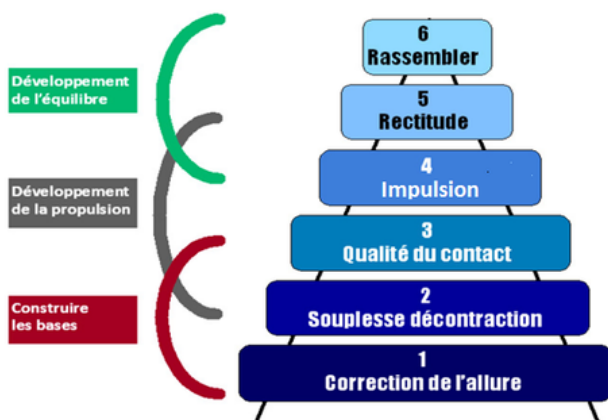 Développement
de l'équilibre
Développement
de la propulsion
Construire
les bases
6
Rassembler
5
Rectitude
4
Impulsion
3
Qualité du contact
2
Souplesse décontraction
1
Correction de l'allure